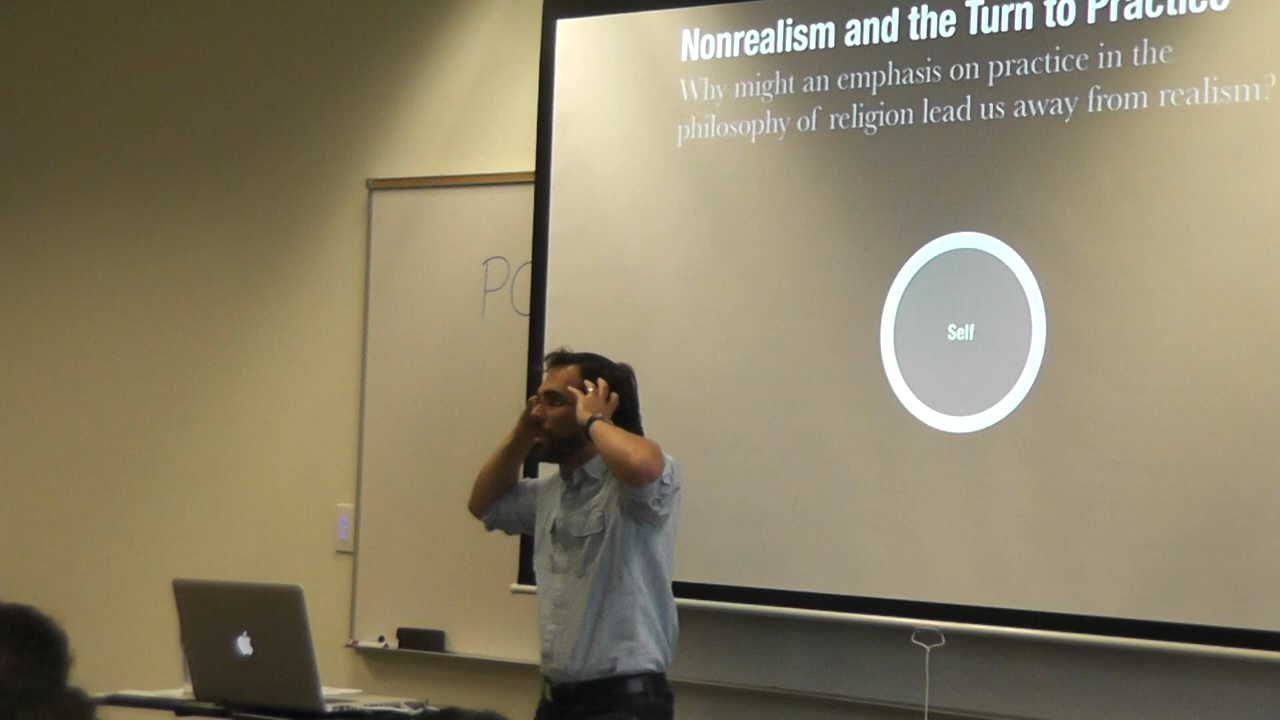 Nonrealism and the Turn to Practice
Why might an emphasis on practice in the
philosophy of religion lead us away from realism?
Self
PO